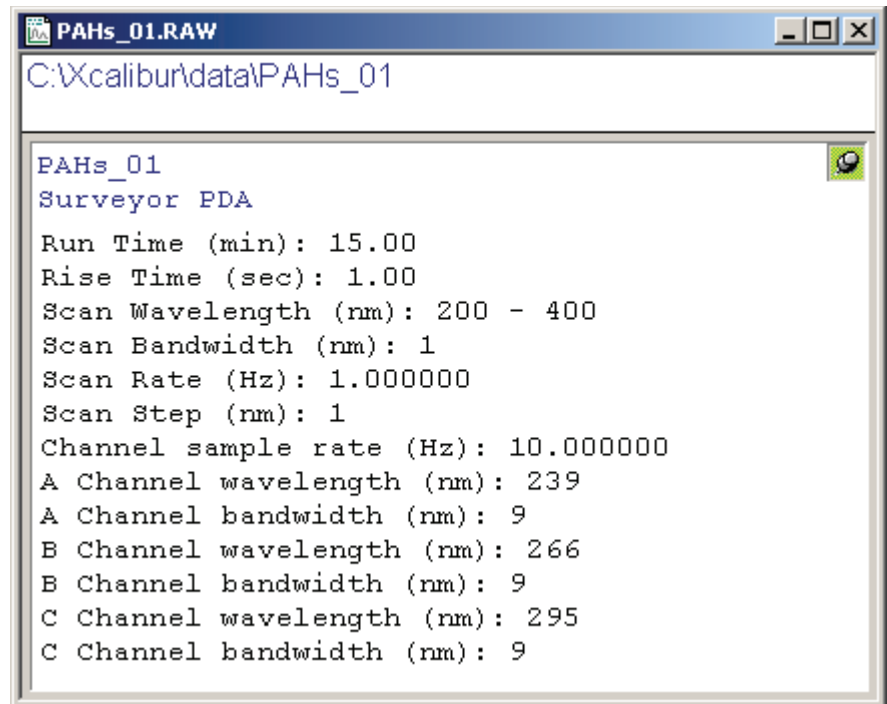 PAHs_01.RAW
C:\Xcalibur\data\PAHs_01
PAHs_01
Surveyor PDA
Run Time (min): 15.00
Rise Time (sec): 1.00
Scan Wavelength (nm): 200 - 400
Scan Bandwidth (nm): 1
Scan Rate (Hz): 1.000000
Scan Step (nm): 1
Channel sample rate (Hz): 10.000000
A Channel wavelength (nm): 239
A Channel bandwidth (nm): 9
B Channel wavelength (nm): 266
B Channel bandwidth (nm): 9
C Channel wavelength (nm): 295
C Channel bandwidth (nm): 9